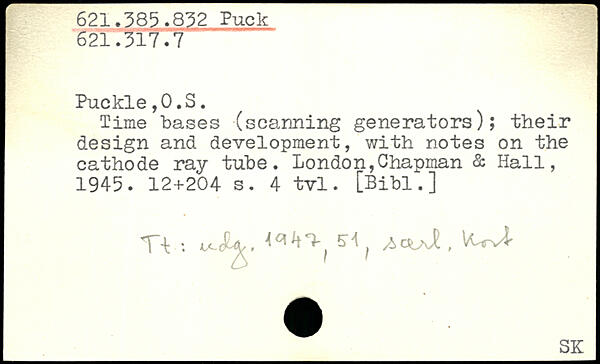 621.385.832 Puck
621.317.7
Puckle,O.S.
Time bases (scanning generators); their
design and development, with notes on the
cathode ray tube. London,Chapman & Hall,
1945. 12+204 s. 4 tvl. [Bibl.]
Tt: udg. 1947, 51, særl. kort
SK